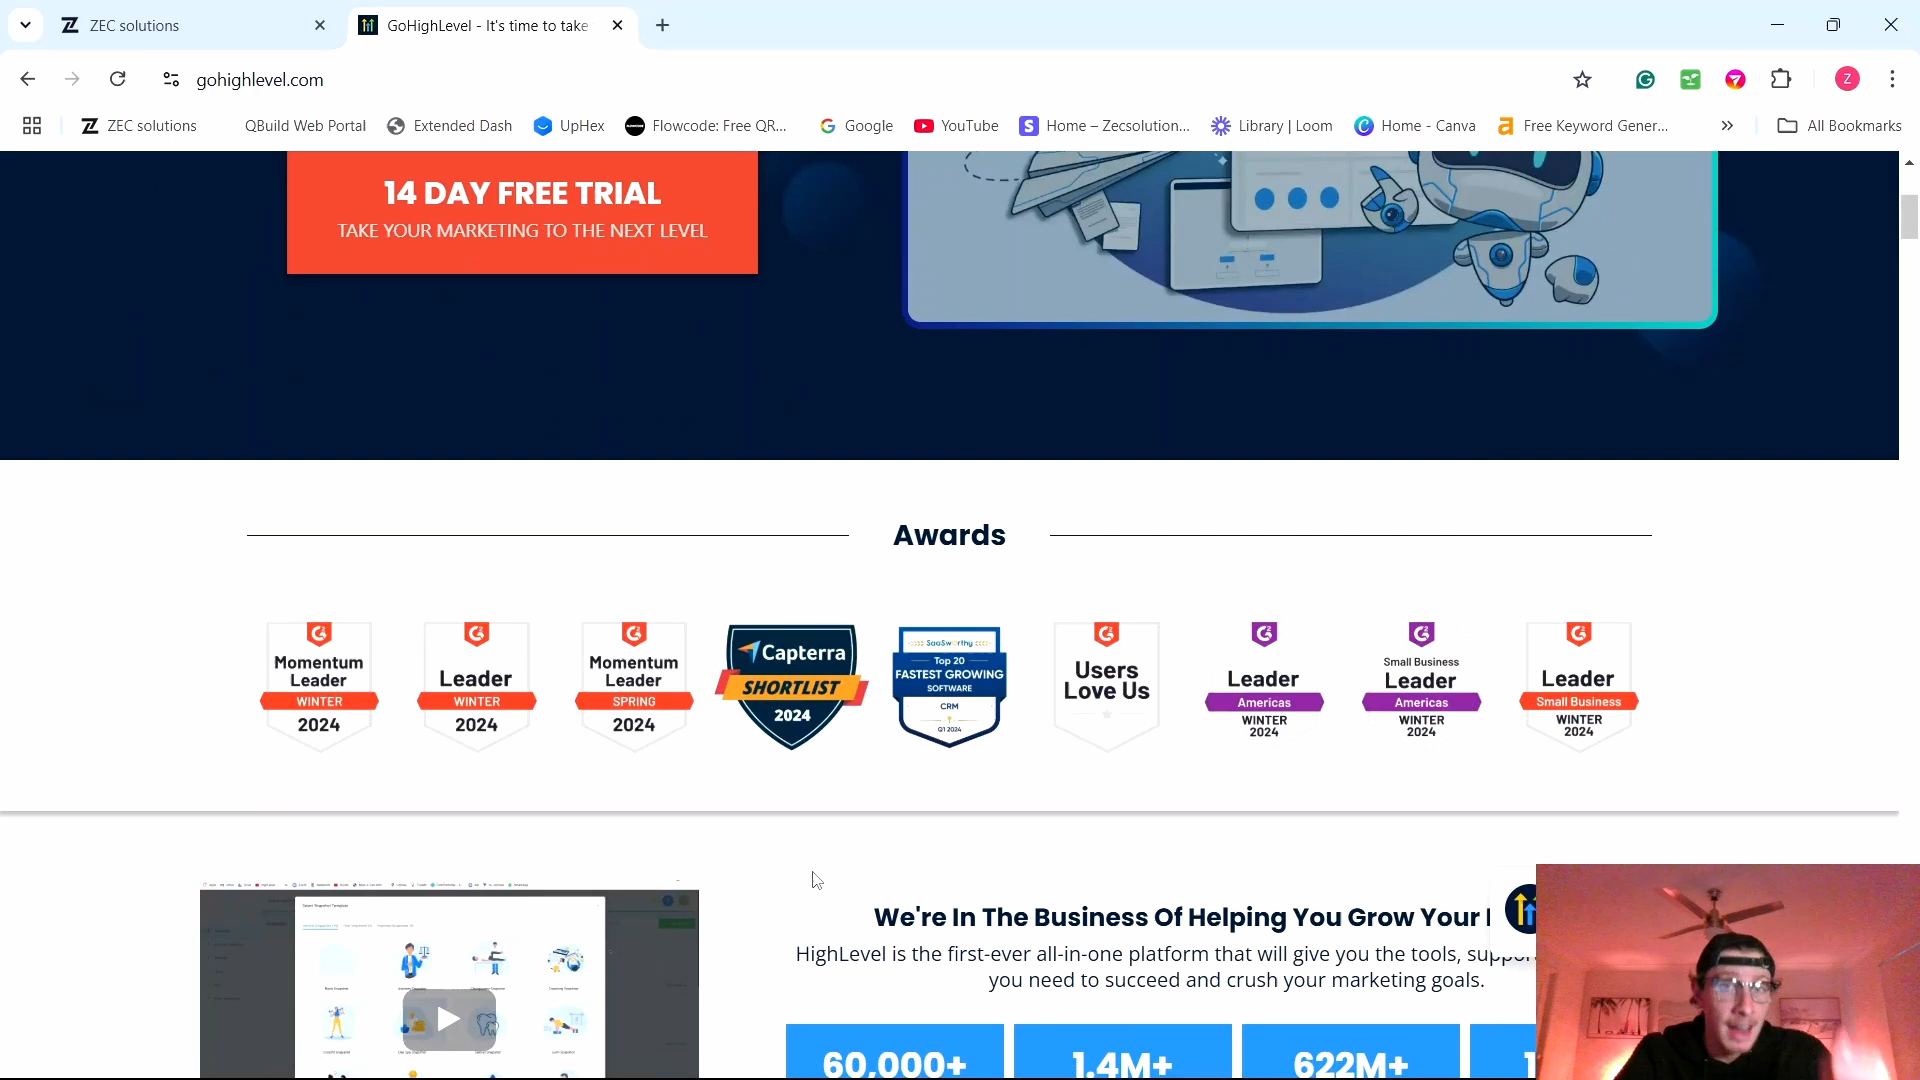 ZEC solutions
GoHighLevel - It's time to take
gohighlevel.com
Z
ZEC solutions
QBuild Web Portal
Extended Dash
UpHex
Flowcode: Free QR...
Google
YouTube
Home – Zecsolution...
Library | Loom
Home - Canva
Free Keyword Gener...
All Bookmarks
14 DAY FREE TRIAL
TAKE YOUR MARKETING TO THE NEXT LEVEL
Awards
Momentum
Leader
WINTER
2024
Leader
WINTER
2024
Momentum
Leader
SPRING
2024
Capterra
SHORTLIST
2024
SaaSworthy
Top 20
FASTEST GROWING
SOFTWARE
CRM
Q1 2024
Users
Love Us
Leader
Americas
WINTER
2024
Small Business
Leader
Americas
WINTER
2024
Leader
Small Business
WINTER
2024
We're In The Business Of Helping You Grow Your
HighLevel is the first-ever all-in-one platform that will give you the tools,
you need to succeed and crush your marketing goals.
60,000+
1.4M+
622M+